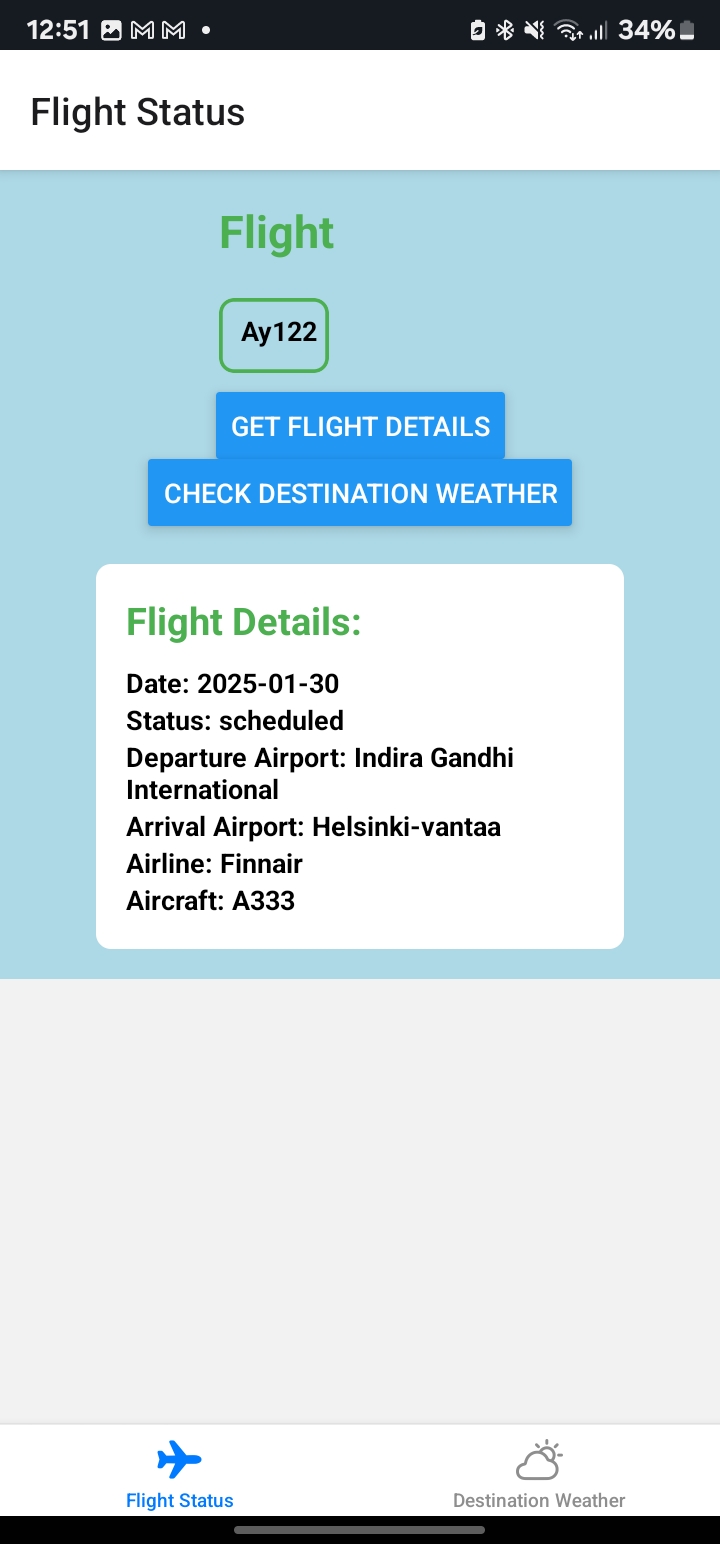 12:51 34%
Flight Status
Flight
Ay122
GET FLIGHT DETAILS
CHECK DESTINATION WEATHER
Flight Details:
Date: 2025-01-30
Status: scheduled
Departure Airport: Indira Gandhi
International
Arrival Airport: Helsinki-vantaa
Airline: Finnair
Aircraft: A333
Flight Status Destination Weather